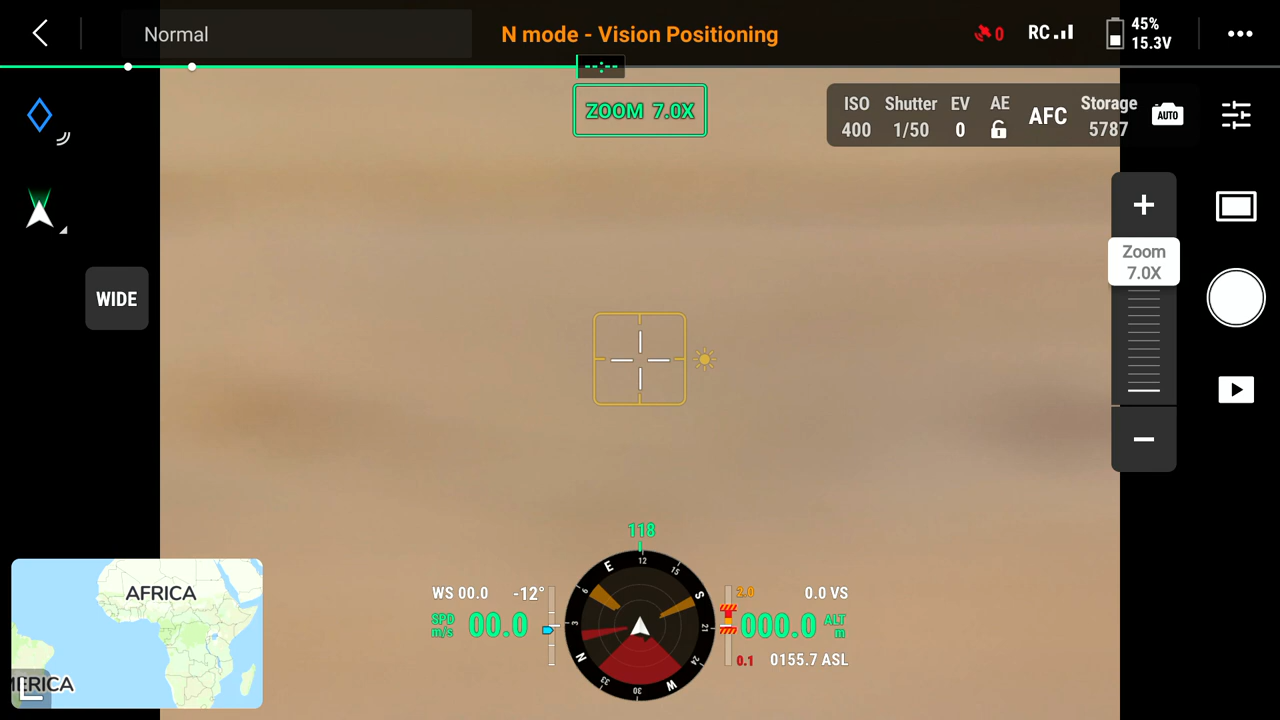 Normal
N mode - Vision Positioning
0
RC
45%
15.3V
ZOOM 7.0X
ISO
400
Shutter
1/50
EV
0
AE
AFC
Storage
5787
AUTO
Zoom
7.0X
WIDE
118
WS 00.0
-12°
SPD
m/s
00.0
N
3
6
E
12
15
S
21
24
W
30
33
2.0
0.1
0.0 VS
000.0
ALT
m
0155.7 ASL
AFRICA